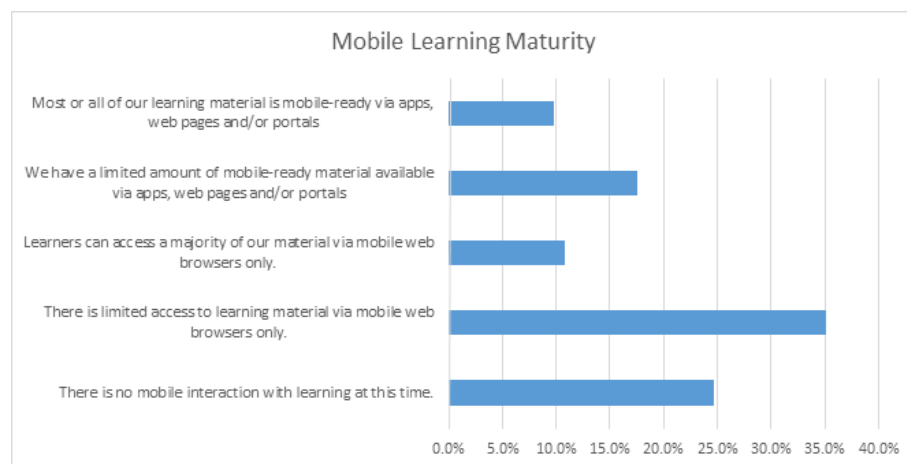 Mobile Learning Maturity
Most or all of our learning material is mobile-ready via apps,
web pages and/or portals
We have a limited amount of mobile-ready material available
via apps, web pages and/or portals
Learners can access a majority of our material via mobile web
browsers only.
There is limited access to learning material via mobile web
browsers only.
There is no mobile interaction with learning at this time.
0.0% 5.0% 10.0% 15.0% 20.0% 25.0% 30.0% 35.0% 40.0%